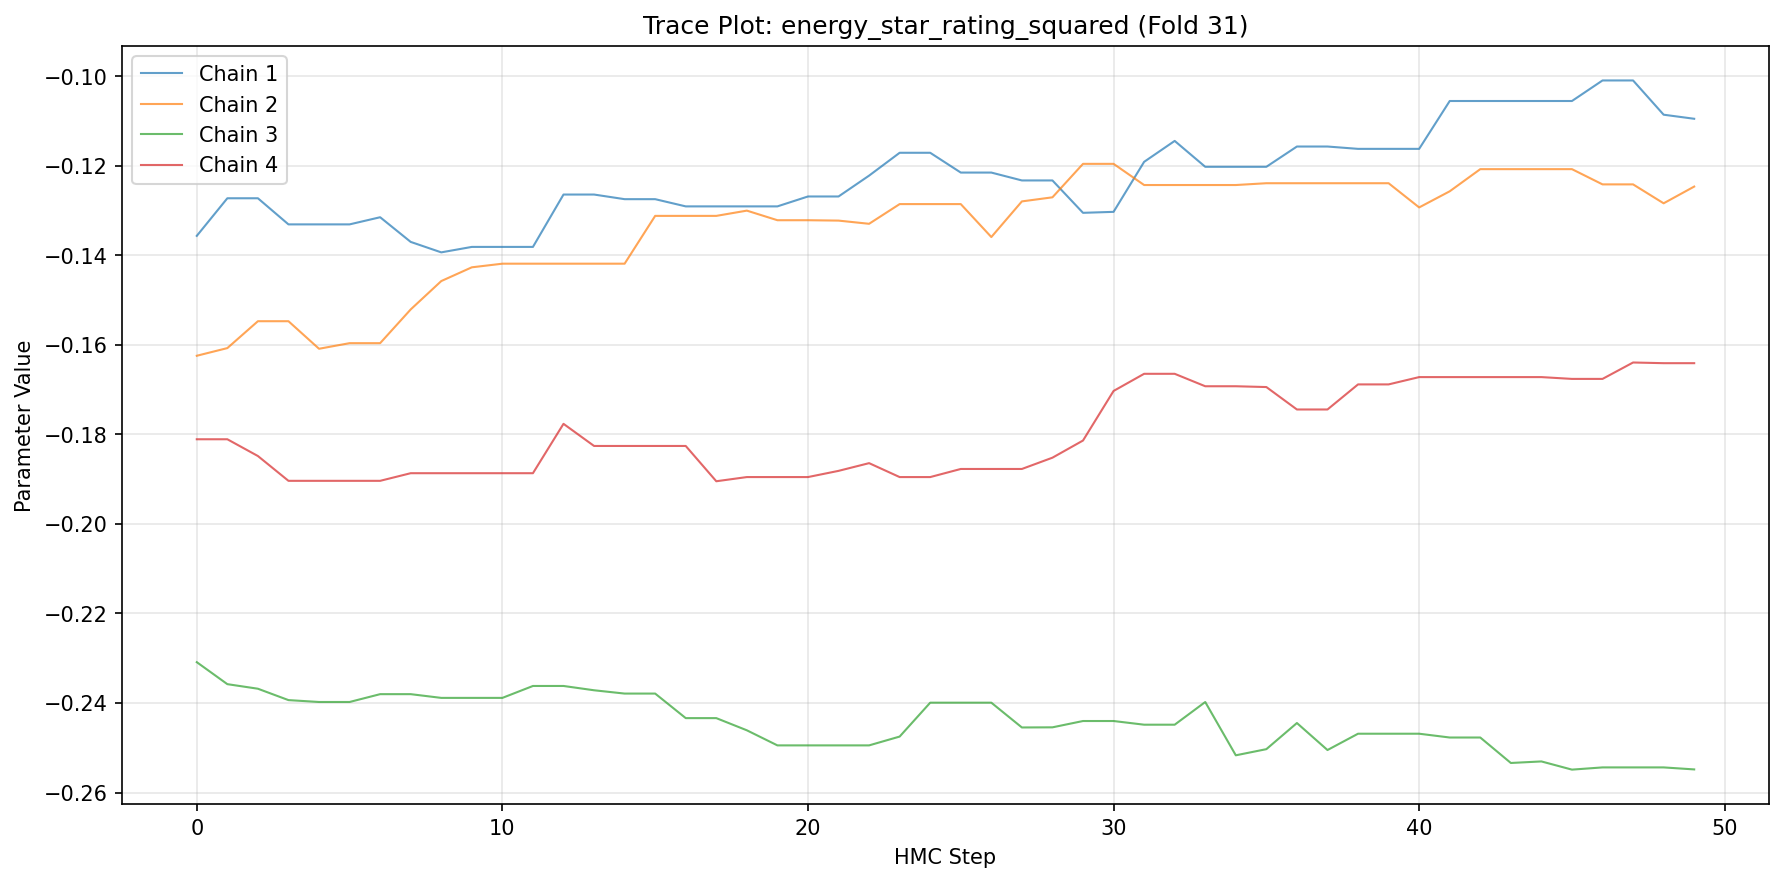 Trace Plot: energy_star_rating_squared (Fold 31)
Chain 1
Chain 2
Chain 3
Chain 4
−0.10
−0.12
−0.14
−0.16
−0.18
−0.20
−0.22
−0.24
−0.26
Parameter Value
0 10 20 30 40 50
HMC Step